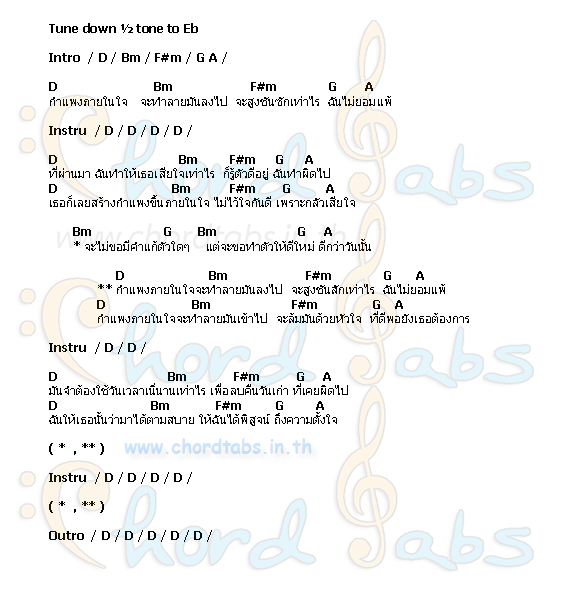 Tune down ½ tone to Eb
Intro / D / Bm / F#m / G A /
D Bm F#m G A
กำแพงภายในใจ จะทำลายมันลงไป จะสูงชันซักเท่าไร ฉันไม่ยอมแพ้
Instru / D / D / D / D /
D Bm F#m G A
ที่ผ่านมา ฉันทำให้เธอเสียใจเท่าไร ก็รู้ตัวดีอยู่ ฉันทำผิดไป
D Bm F#m G A
เธอก็เลยสร้างกำแพงขึ้นภายในใจ ไม่ไว้ใจกันดี เพราะกลัวเสียใจ
Bm G Bm G A
* จะไม่ขอมีคำแก้ตัวใดๆ แต่จะขอทำตัวให้ดีใหม่ ดีกว่าวันนั้น
D Bm F#m G A
** กำแพงภายในใจจะทำลายมันลงไป จะสูงชันสักเท่าไร ฉันไม่ยอมแพ้
D Bm F#m G A
กำแพงภายในใจจะทำลายมันเข้าไป จะล้มมันด้วยหัวใจ ที่ดีพอยังเธอต้องการ
Instru / D / D /
D Bm F#m G A
มันจำต้องใช้วันเวลาเนิ่นนานเท่าไร เพื่อลบคืนวันเก่า ที่เคยผิดไป
D Bm F#m G A
ฉันให้เธอนั้นว่ามาได้ตามสบาย ให้ฉันได้พิสูจน์ ถึงความตั้งใจ
( * , ** ) www.chordtabs.in.th
Instru / D / D / D / D /
( * , ** )
Outro / D / D / D / D / D /
Chord Tabs
www.chordtabs.in.th
Chord Tabs
Chord Tabs